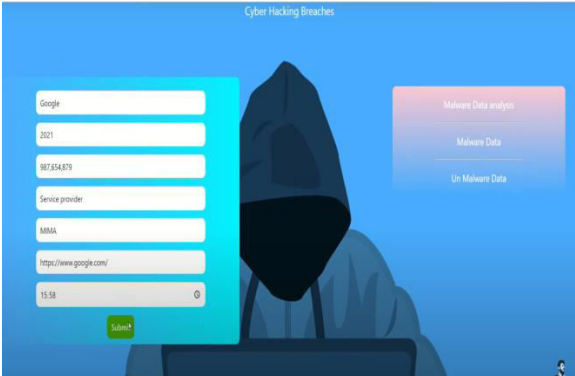 Cyber Hacking Breaches
Google
2021
987,654,879
Service provider
MIMA
https://www.google.com/
15:58
Submit
Malware Data analysis
Malware Data
Un Malware Data